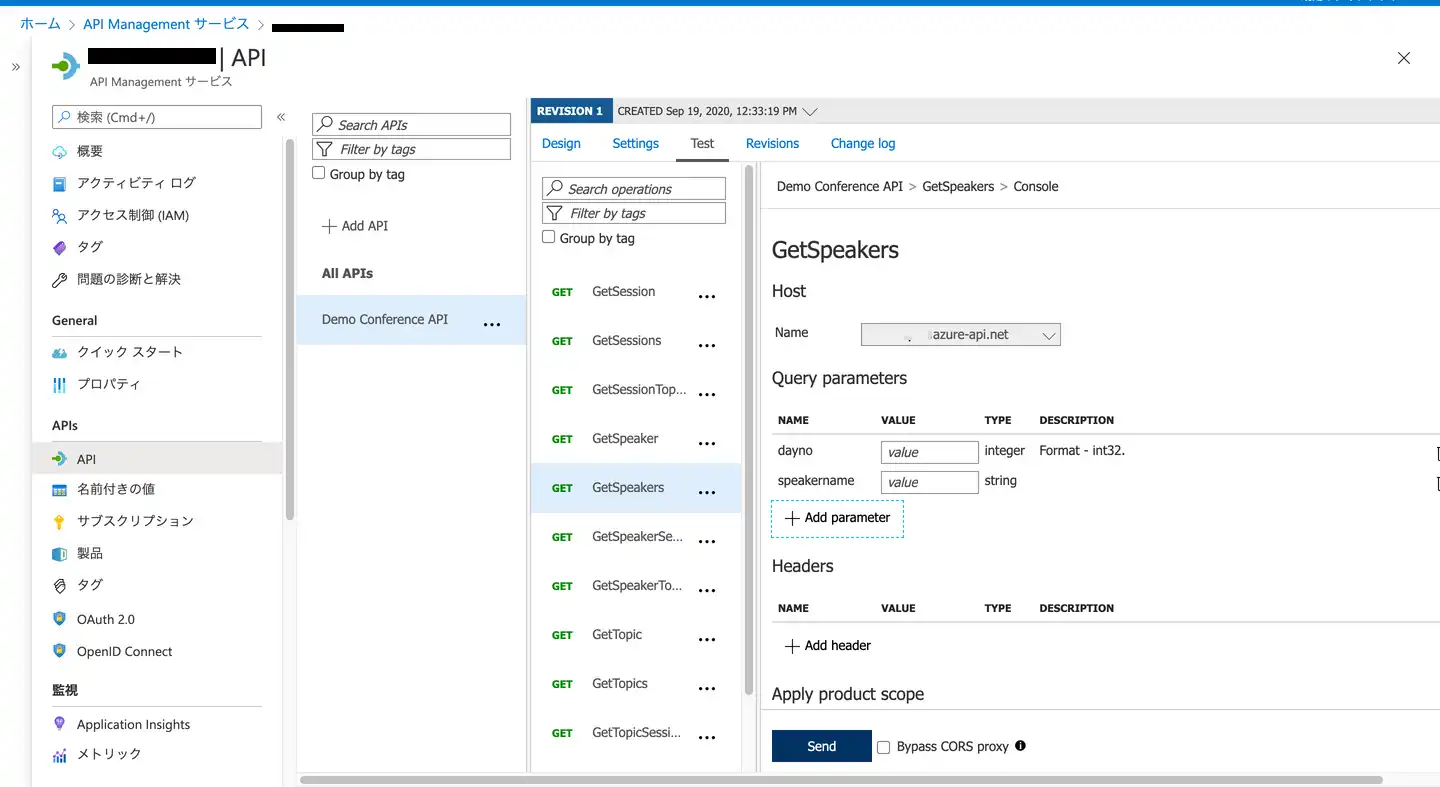 ホーム > API Management サービス >
| API
API Management サービス
検索 (Cmd+/)
概要
アクティビティ ログ
アクセス制御 (IAM)
タグ
問題の診断と解決
General
クイック スタート
プロパティ
APIs
API
名前付きの値
サブスクリプション
製品
タグ
OAuth 2.0
OpenID Connect
監視
Application Insights
メトリック
Search APIs
Filter by tags
Group by tag
Add API
All APIs
Demo Conference API
REVISION 1 CREATED Sep 19, 2020, 12:33:19 PM
Design Settings Test Revisions Change log
Search operations
Filter by tags
Group by tag
GET GetSession
GET GetSessions
GET GetSessionTop...
GET GetSpeaker
GET GetSpeakers
GET GetSpeakerSe...
GET GetSpeakerTo...
GET GetTopic
GET GetTopics
GET GetTopicSessi...
Demo Conference API > GetSpeakers > Console
GetSpeakers
Host
Name azure-api.net
Query parameters
NAME VALUE TYPE DESCRIPTION
dayno value integer Format - int32.
speakername value string
Add parameter
Headers
NAME VALUE TYPE DESCRIPTION
Add header
Apply product scope
Send Bypass CORS proxy